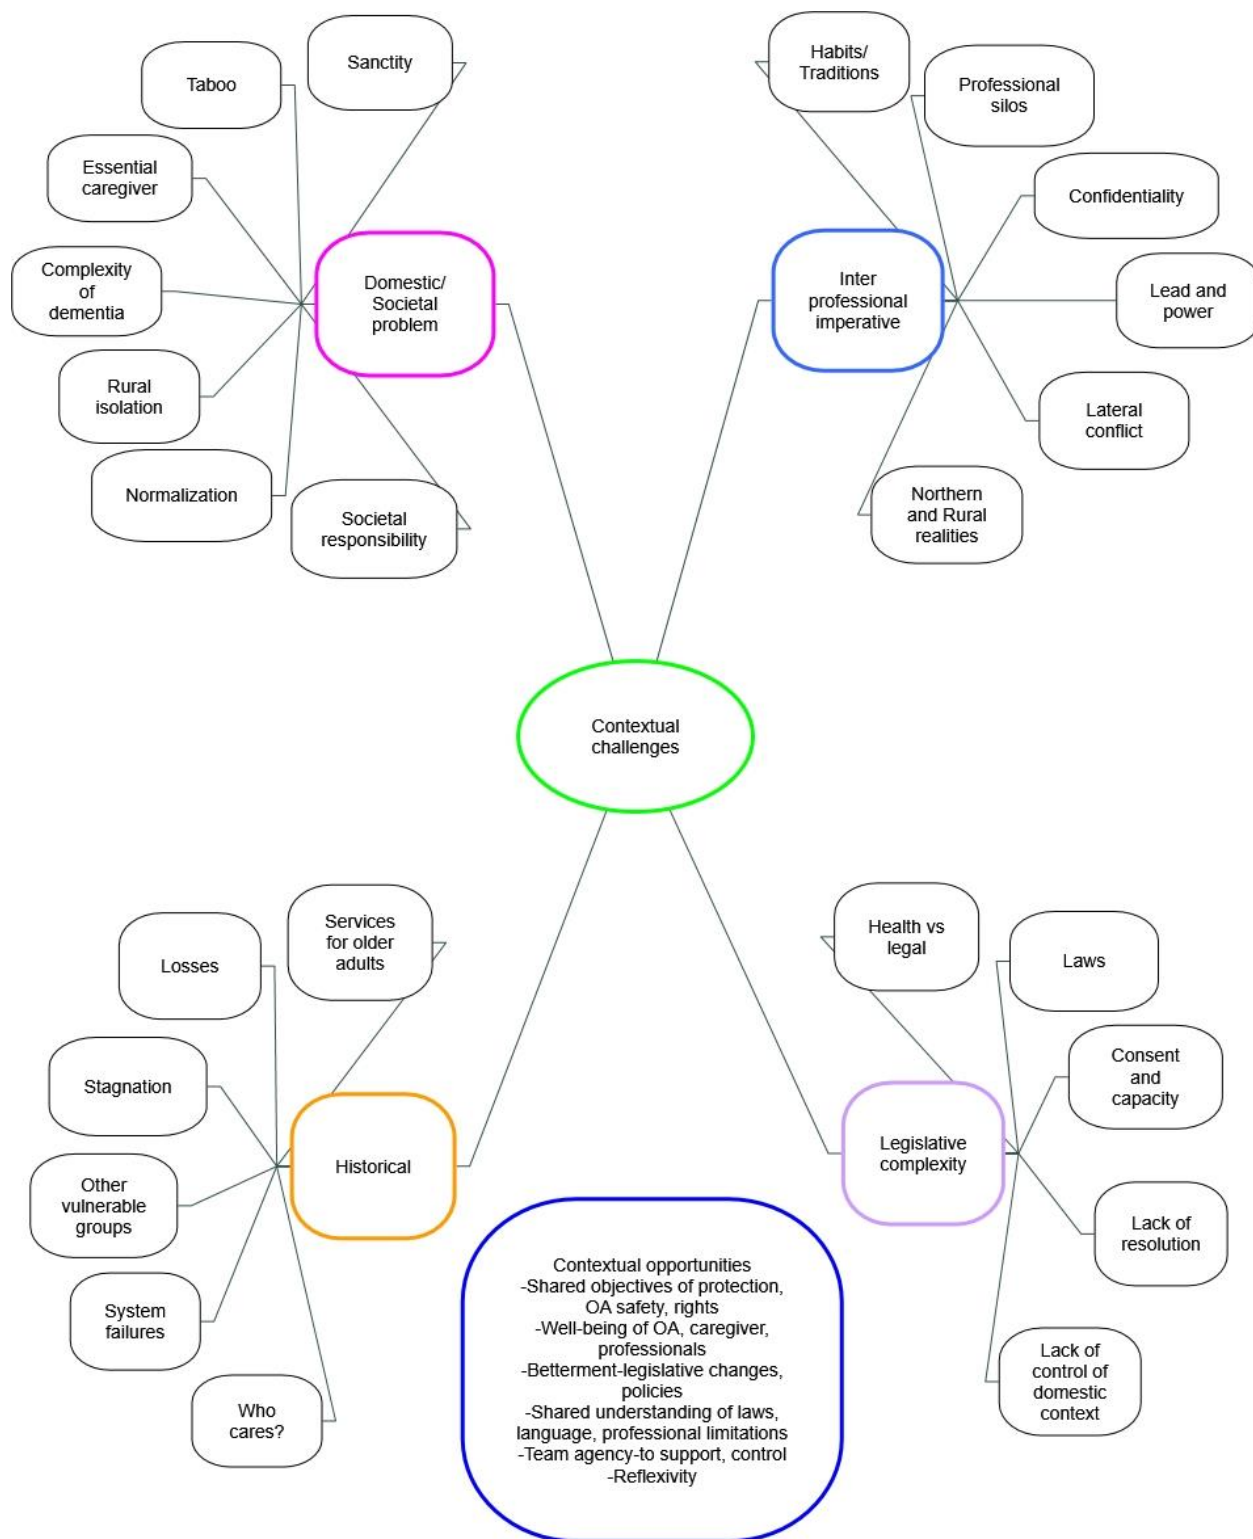 Sanctity
Taboo
Essential
caregiver
Complexity
of
dementia
Rural
isolation
Normalization
Societal
responsibility
Domestic/
Societal
problem
Habits/
Traditions
Professional
silos
Confidentiality
Lead and
power
Lateral
conflict
Northern
and Rural
realities
Inter
professional
imperative
Contextual
challenges
Services
for older
adults
Losses
Stagnation
Other
vulnerable
groups
System
failures
Who
cares?
Historical
Health vs
legal
Laws
Consent
and
capacity
Lack of
resolution
Lack of
control of
domestic
context
Legislative
complexity
Contextual opportunities
-Shared objectives of protection,
OA safety, rights
-Well-being of OA, caregiver,
professionals
-Betterment-legislative changes,
policies
-Shared understanding of laws,
language, professional limitations
-Team agency-to support, control
-Reflexivity